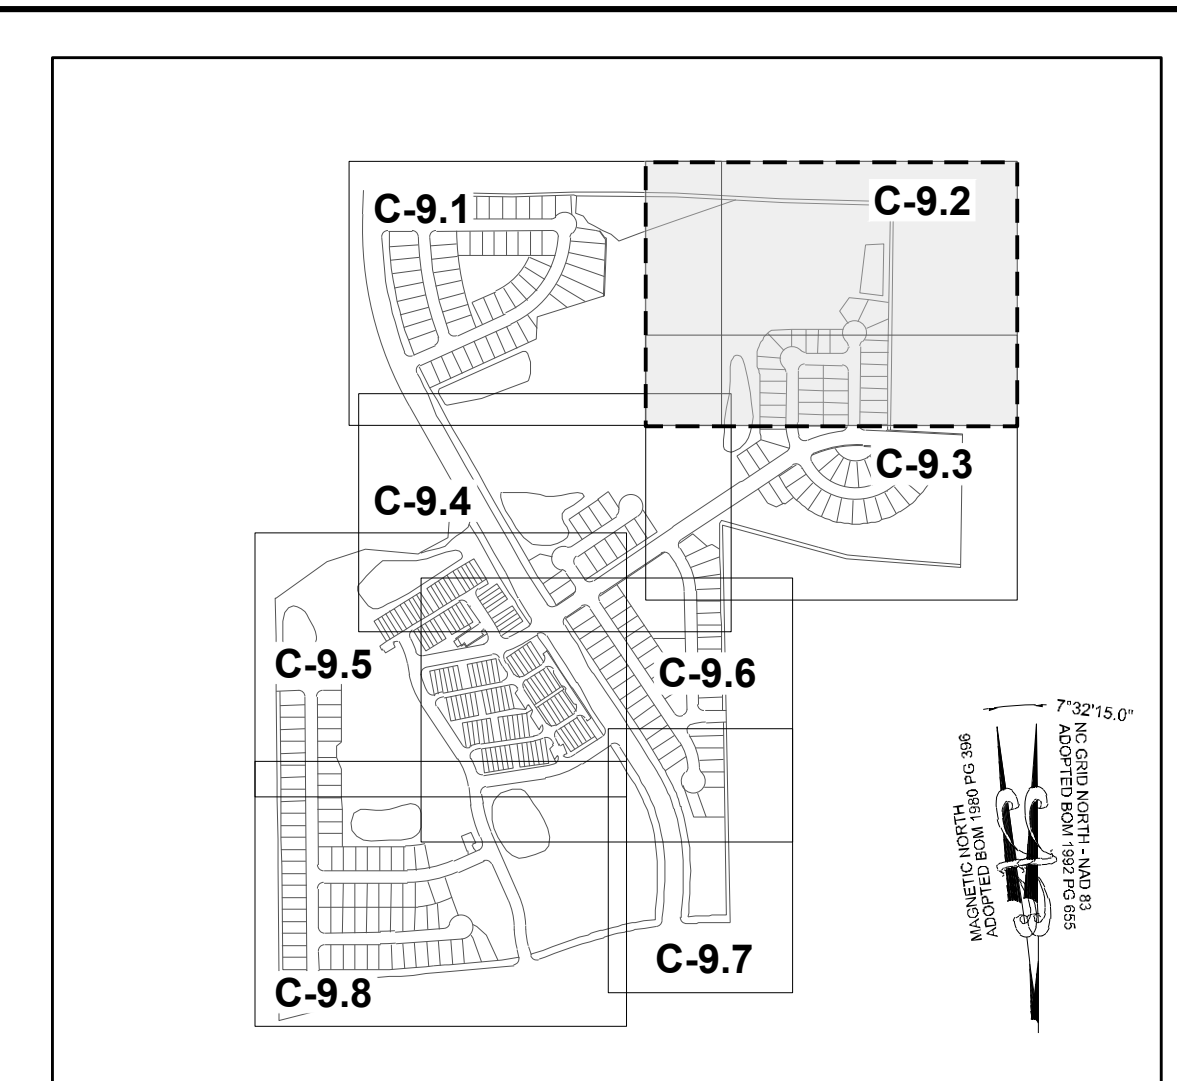 C-9.1
C-9.2
C-9.3
C-9.4
C-9.5
C-9.6
C-9.7
C-9.8
7°32'15.0"
MAGNETIC NORTH
ADOPTED BOM 1980 PG 396
NC GRID NORTH - NAD 83
ADOPTED BOM 1992 PG 655